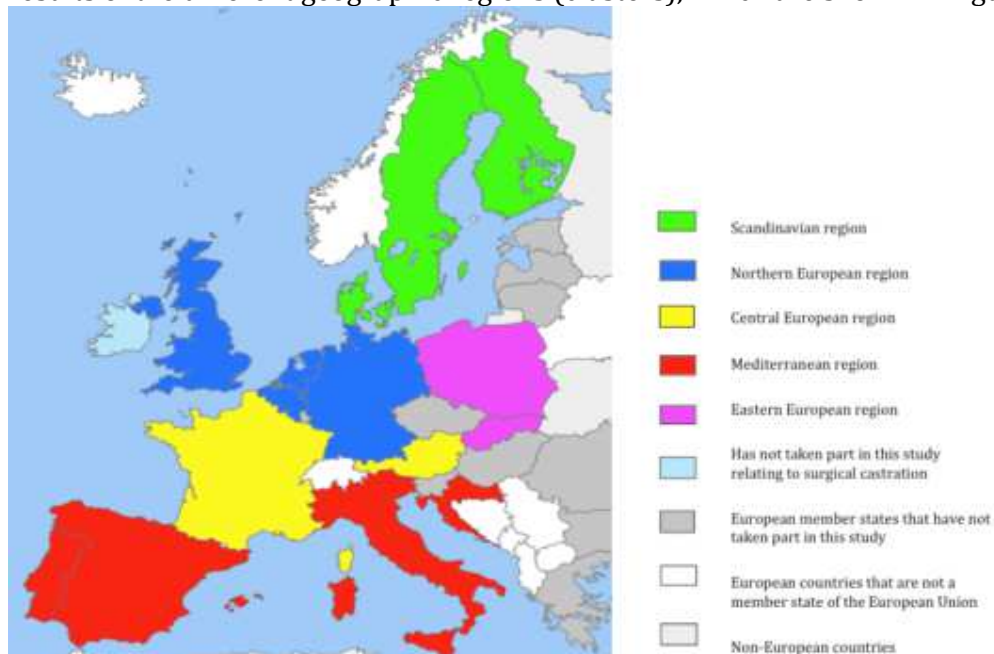 Scandinavian region
Northern European region
Central European region
Mediterranean region
Eastern European region
Has not taken part in this study
relating to surgical castration
European member states that have not
taken part in this study
European countries that are not a
member state of the European Union
Non-European countries